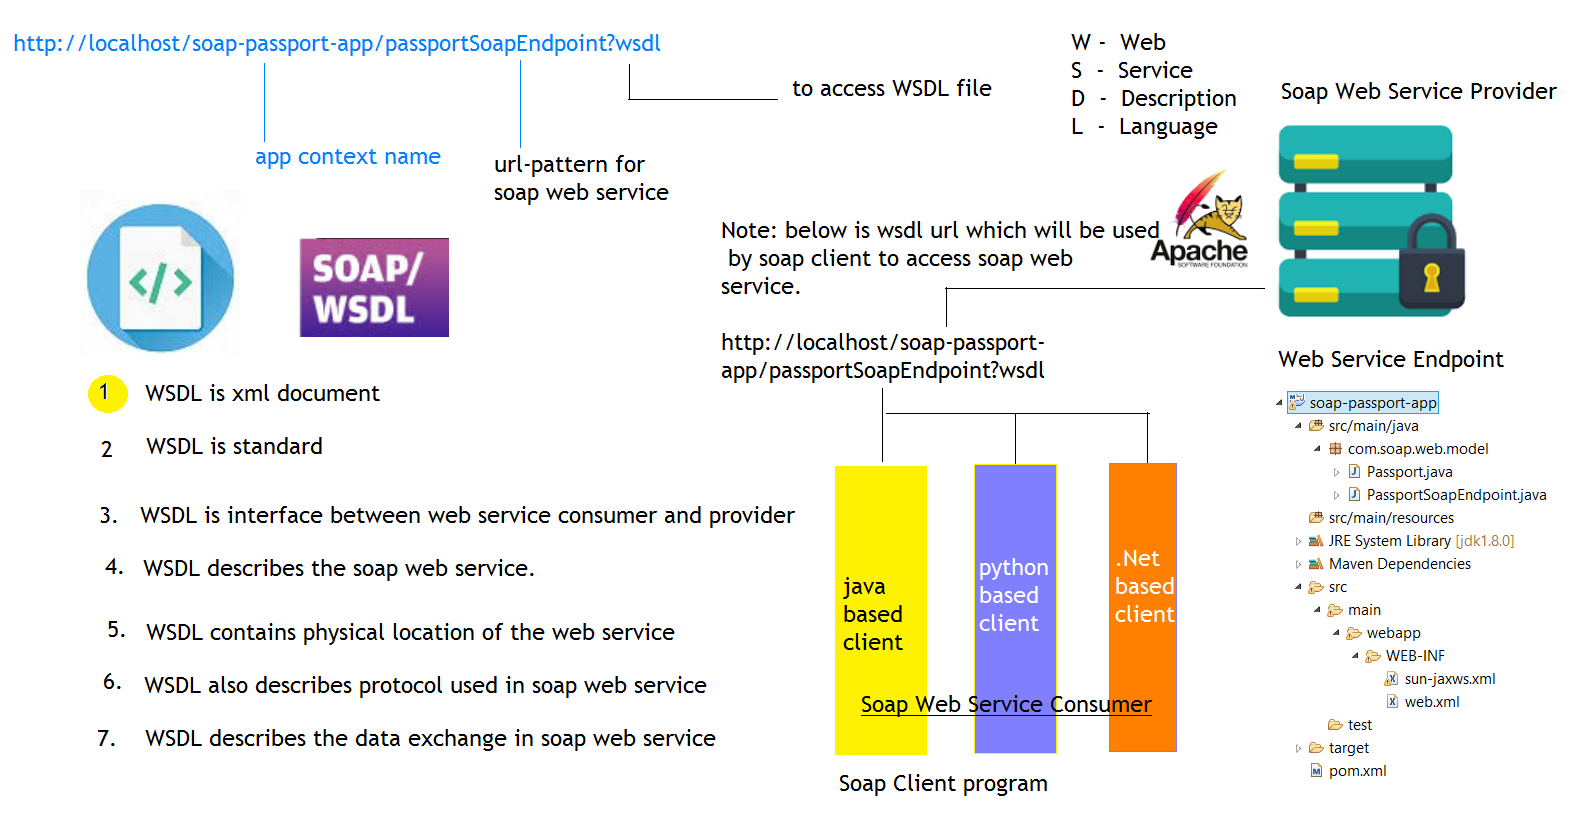 http://localhost/soap-passport-app/passportSoapEndpoint?wsdl
to access WSDL file
app context name
url-pattern for
soap web service
W - Web
S - Service
D - Description
L - Language
Soap Web Service Provider
SOAP/
WSDL
Note: below is wsdl url which will be used
by soap client to access soap web
service.
Apache
SOFTWARE FOUNDATION
http://localhost/soap-passport-
app/passportSoapEndpoint?wsdl
1 WSDL is xml document
2 WSDL is standard
3. WSDL is interface between web service consumer and provider
4. WSDL describes the soap web service.
5. WSDL contains physical location of the web service
6. WSDL also describes protocol used in soap web service
7. WSDL describes the data exchange in soap web service
java
based
client
python
based
client
.Net
based
client
Soap Web Service Consumer
Soap Client program
Web Service Endpoint
soap-passport-app
src/main/java
com.soap.web.model
Passport.java
PassportSoapEndpoint.java
src/main/resources
JRE System Library [jdk1.8.0]
Maven Dependencies
src
main
webapp
WEB-INF
sun-jaxws.xml
web.xml
test
target
pom.xml